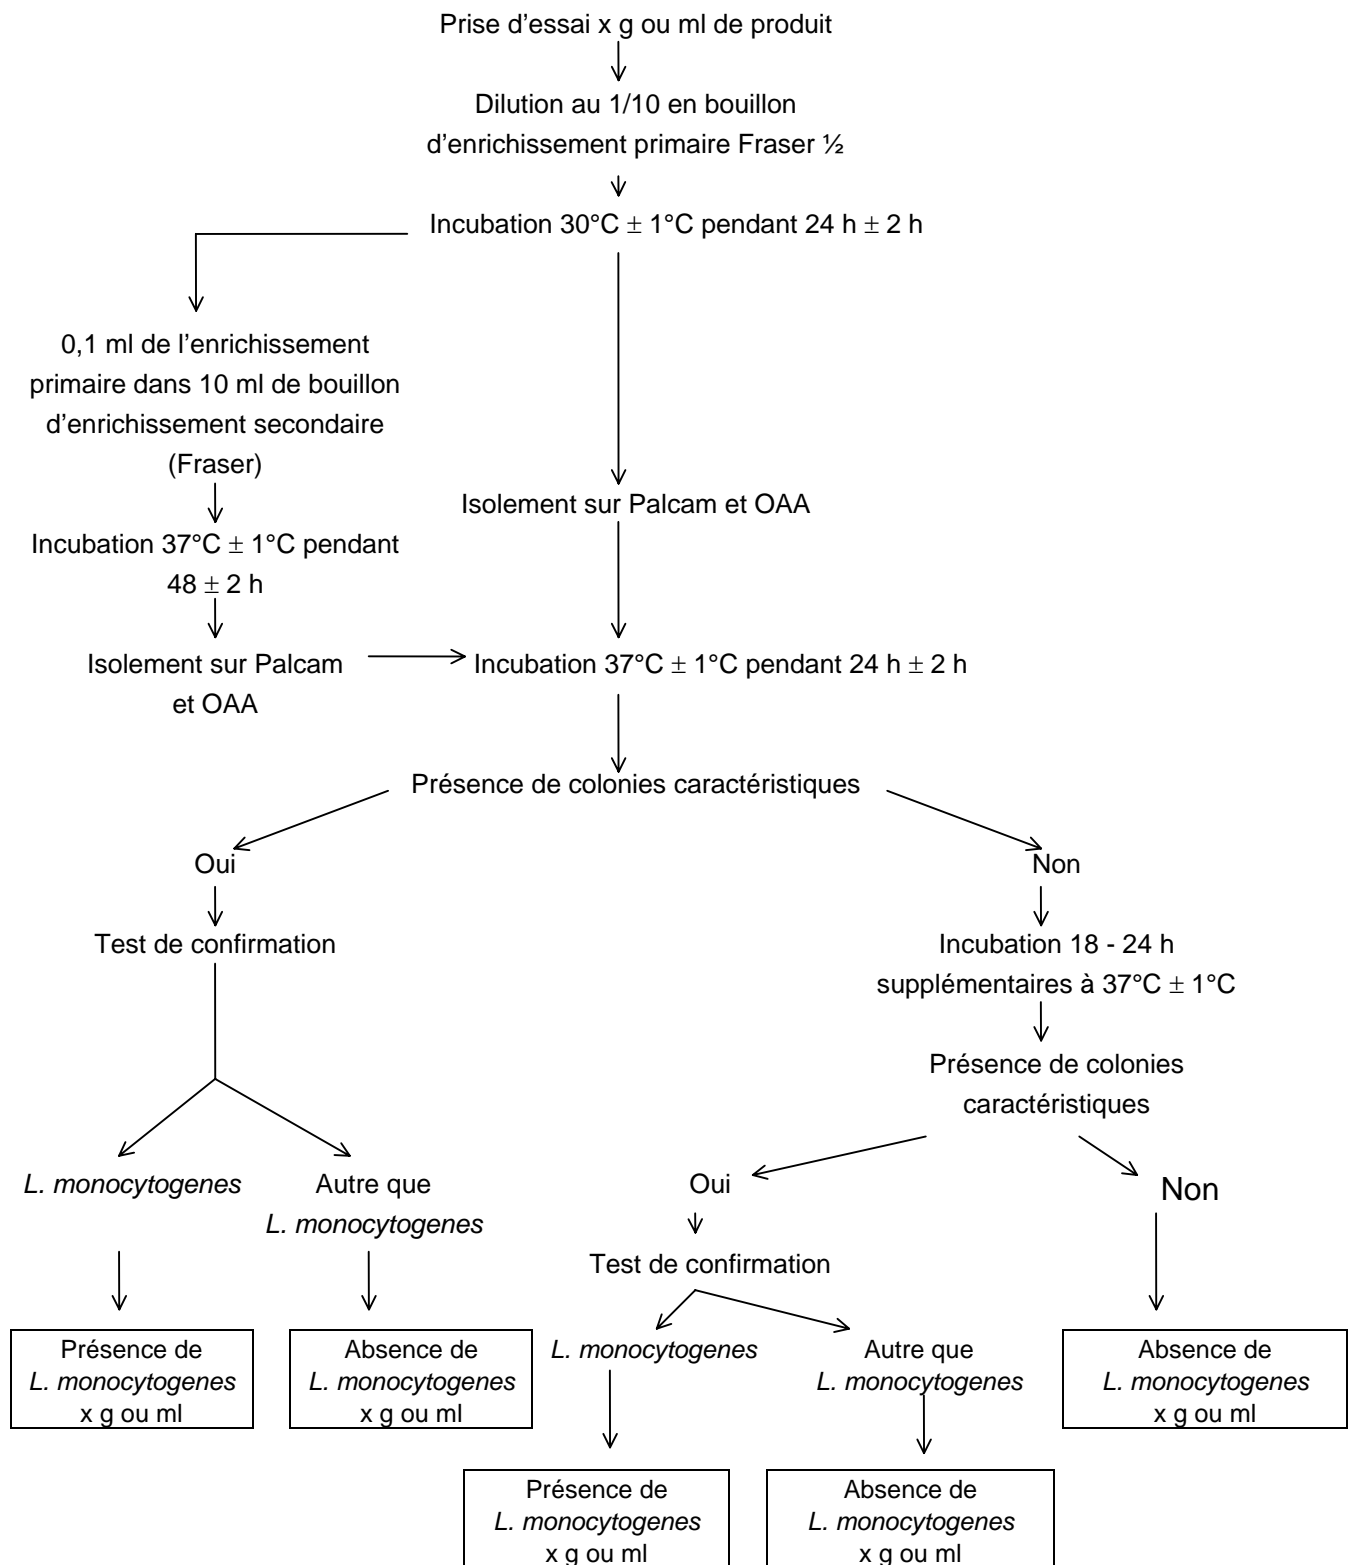 Prise d'essai x g ou ml de produit
Dilution au 1/10 en bouillon
d'enrichissement primaire Fraser ½
Incubation 30°C ± 1°C pendant 24 h ± 2 h
0,1 ml de l'enrichissement
primaire dans 10 ml de bouillon
d'enrichissement secondaire
(Fraser)
Isolement sur Palcam et OAA
Incubation 37°C ± 1°C pendant
48 ± 2 h
Isolement sur Palcam
et OAA
Incubation 37°C ± 1°C pendant 24 h ± 2 h
Présence de colonies caractéristiques
Oui
Non
Test de confirmation
Incubation 18 - 24 h
supplémentaires à 37°C ± 1°C
Présence de colonies
caractéristiques
L. monocytogenes
Autre que
L. monocytogenes
Oui
Non
Test de confirmation
Présence de
L. monocytogenes
x g ou ml
Absence de
L. monocytogenes
x g ou ml
L. monocytogenes
Autre que
L. monocytogenes
Absence de
L. monocytogenes
x g ou ml
Présence de
L. monocytogenes
x g ou ml
Absence de
L. monocytogenes
x g ou ml